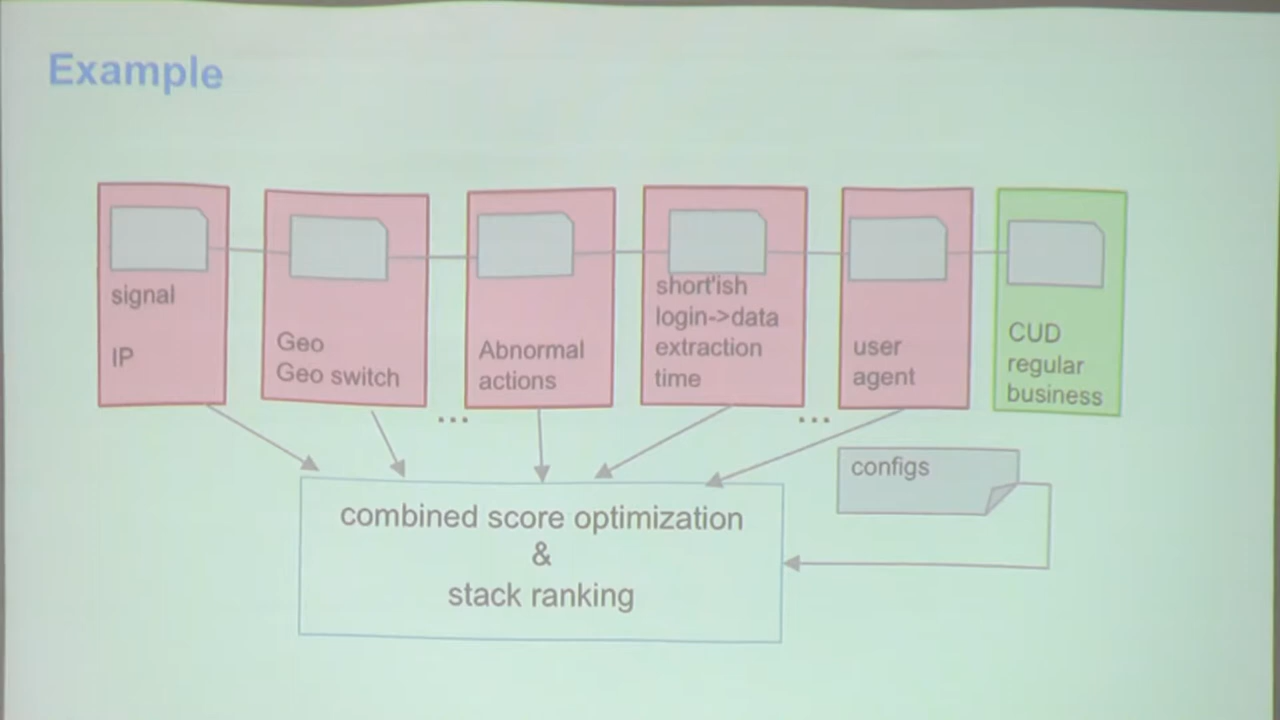 Example
signal
IP
Geo
Geo switch
...
Abnormal
actions
short'ish
login->data
extraction
time
...
user
agent
CUD
regular
business
configs
combined score optimization
&
stack ranking